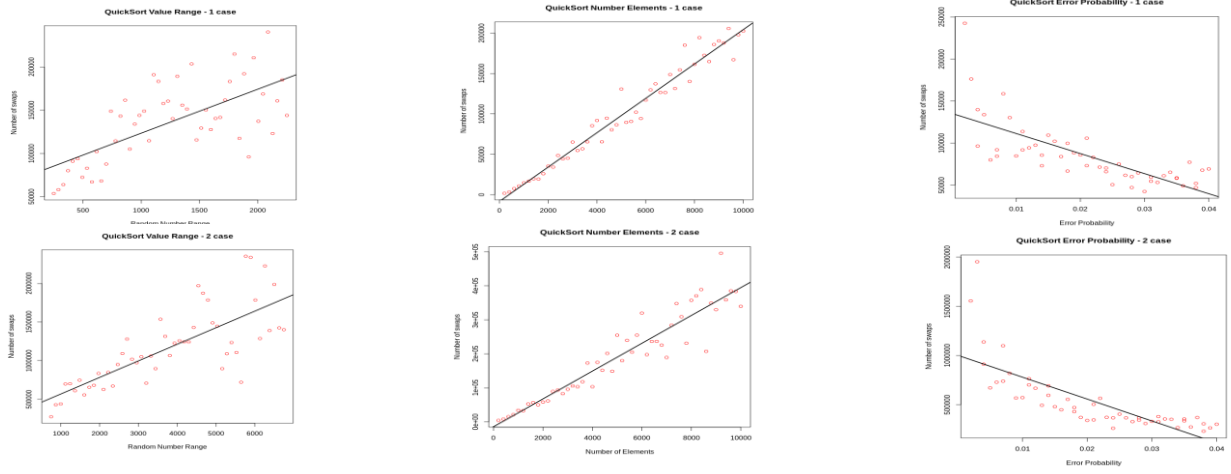 QuickSort Value Range - 1 case
Number of swaps
200000
150000
100000
50000
500
1000
1500
2000
Random Number Range
QuickSort Number Elements - 1 case
Number of swaps
200000
150000
100000
50000
0
0
2000
4000
6000
8000
10000
QuickSort Error Probability - 1 case
Number of swaps
250000
200000
150000
100000
50000
0.01
0.02
0.03
0.04
Error Probability
QuickSort Value Range - 2 case
Number of swaps
2000000
1500000
1000000
500000
1000
2000
3000
4000
5000
6000
Random Number Range
QuickSort Number Elements - 2 case
Number of swaps
5e+05
4e+05
3e+05
2e+05
1e+05
0e+00
0
2000
4000
6000
8000
10000
Number of Elements
QuickSort Error Probability - 2 case
Number of swaps
2000000
1500000
1000000
500000
0.01
0.02
0.03
0.04
Error Probability